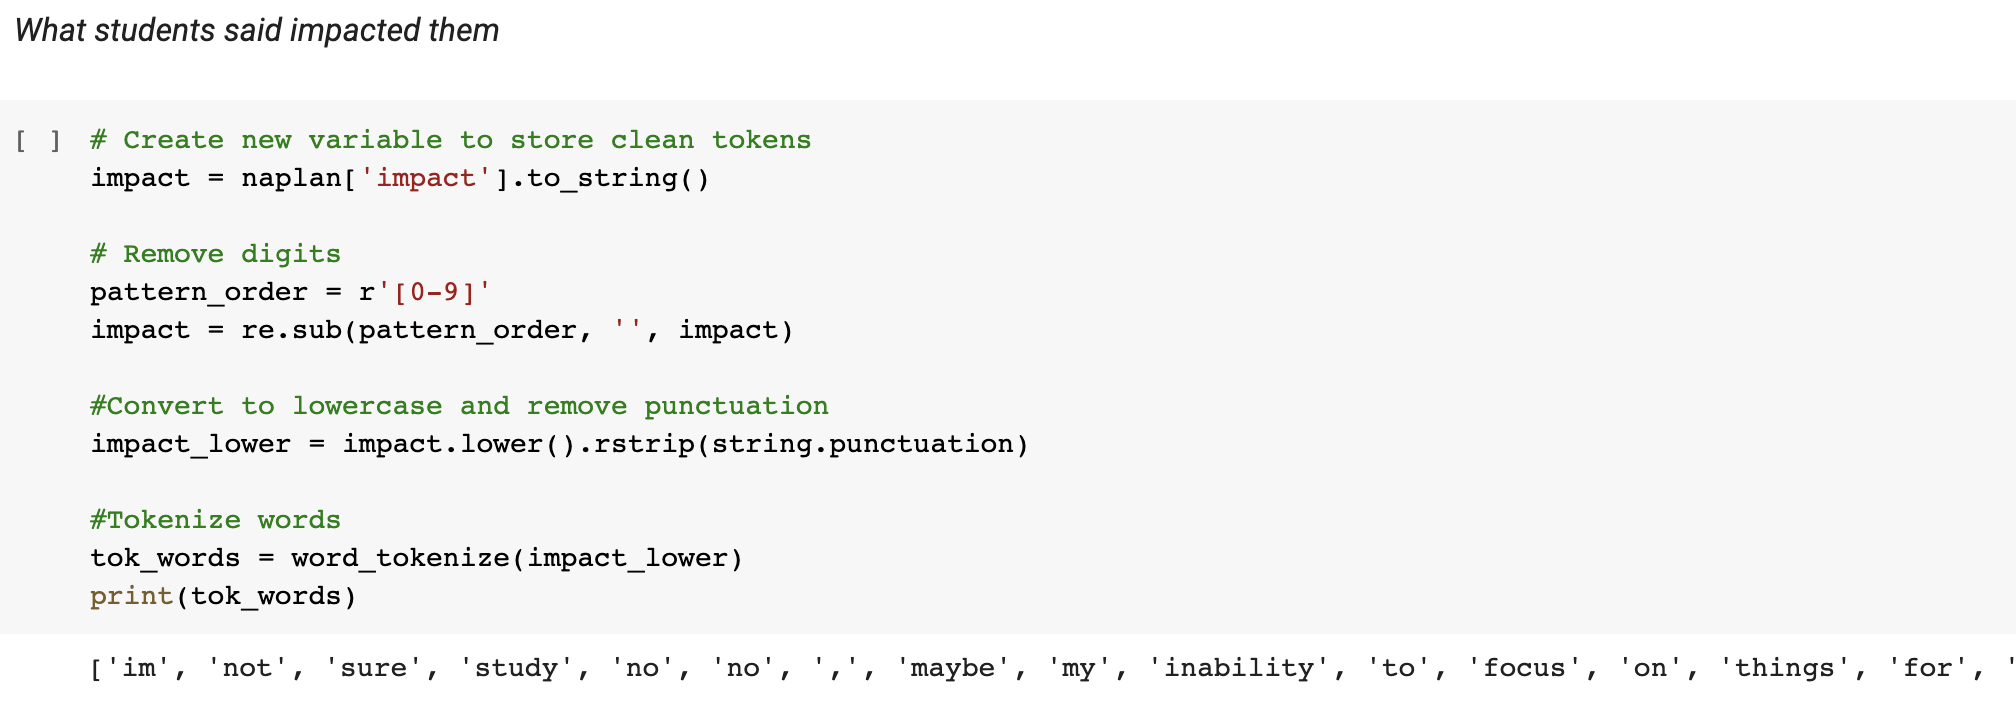 What students said impacted them
[ ] # Create new variable to store clean tokens
impact = naplan['impact'].to_string()
# Remove digits
pattern_order = r'[0-9]'
impact = re.sub(pattern_order, '', impact)
#Convert to lowercase and remove punctuation
impact_lower = impact.lower().rstrip(string.punctuation)
#Tokenize words
tok_words = word_tokenize(impact_lower)
print(tok_words)
['im', 'not', 'sure', 'study', 'no', 'no', ',', 'maybe', 'my', 'inability', 'to', 'focus', 'on', 'things', 'for', '